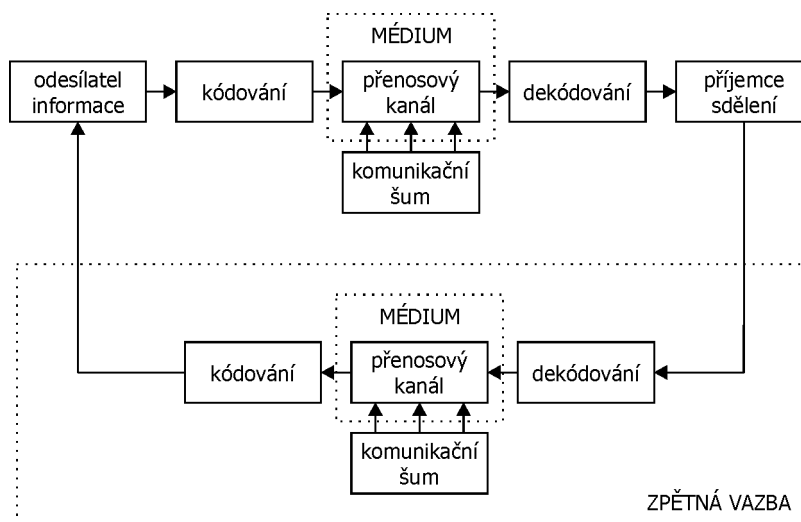 MÉDIUM
odesílatel
informace
kódování
přenosový
kanál
dekódování
příjemce
sdělení
komunikační
šum
MÉDIUM
kódování
přenosový
kanál
dekódování
komunikační
šum
ZPĚTNÁ VAZBA